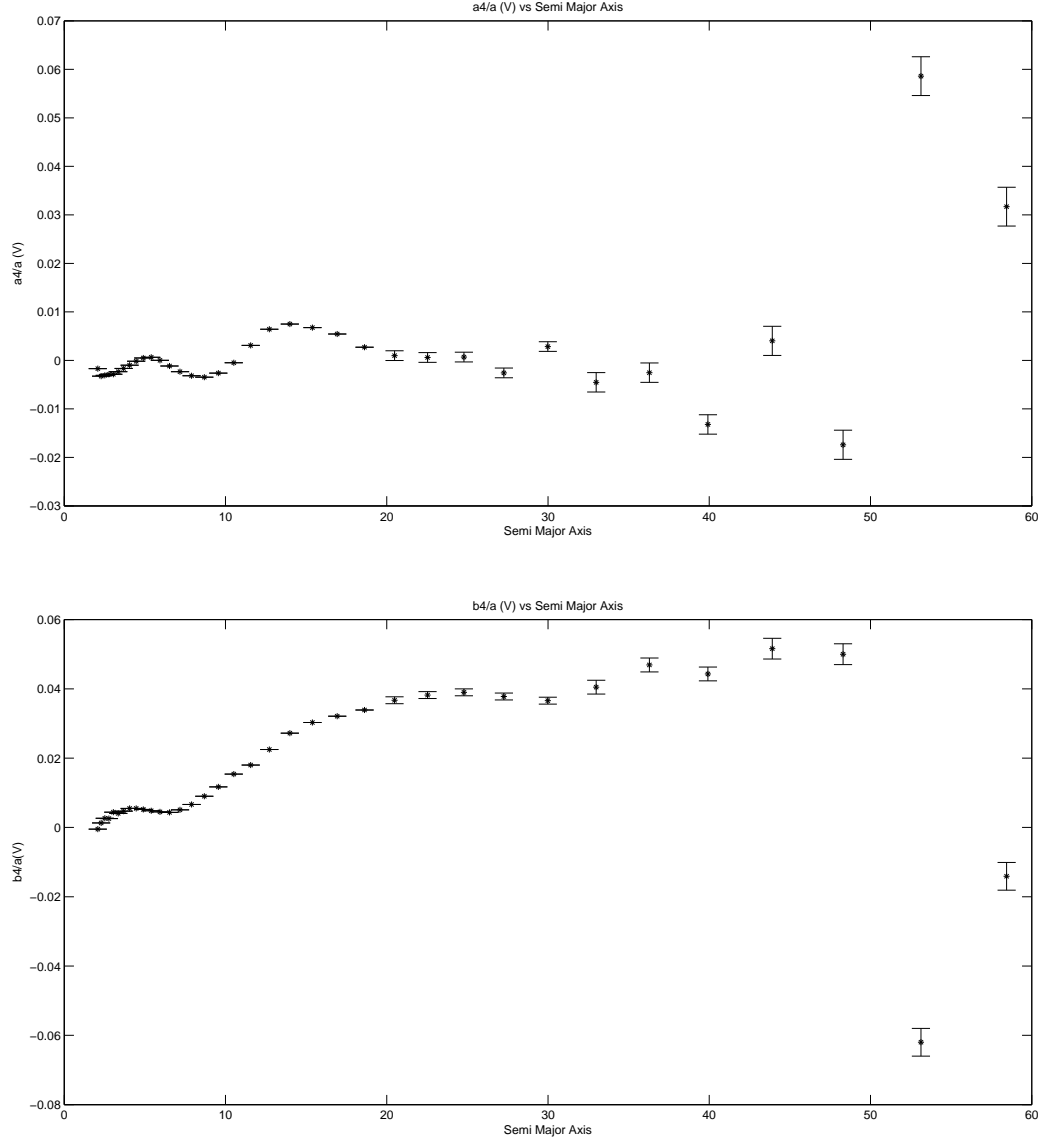 a4/a (V) vs Semi Major Axis
0.07
0.06
0.05
0.04
0.03
0.02
0.01
0
−0.01
−0.02
−0.03
a4/a (V)
0 10 20 30 40 50 60
Semi Major Axis
b4/a (V) vs Semi Major Axis
0.06
0.04
0.02
0
−0.02
−0.04
−0.06
−0.08
b4/a(V)
0 10 20 30 40 50 60
Semi Major Axis